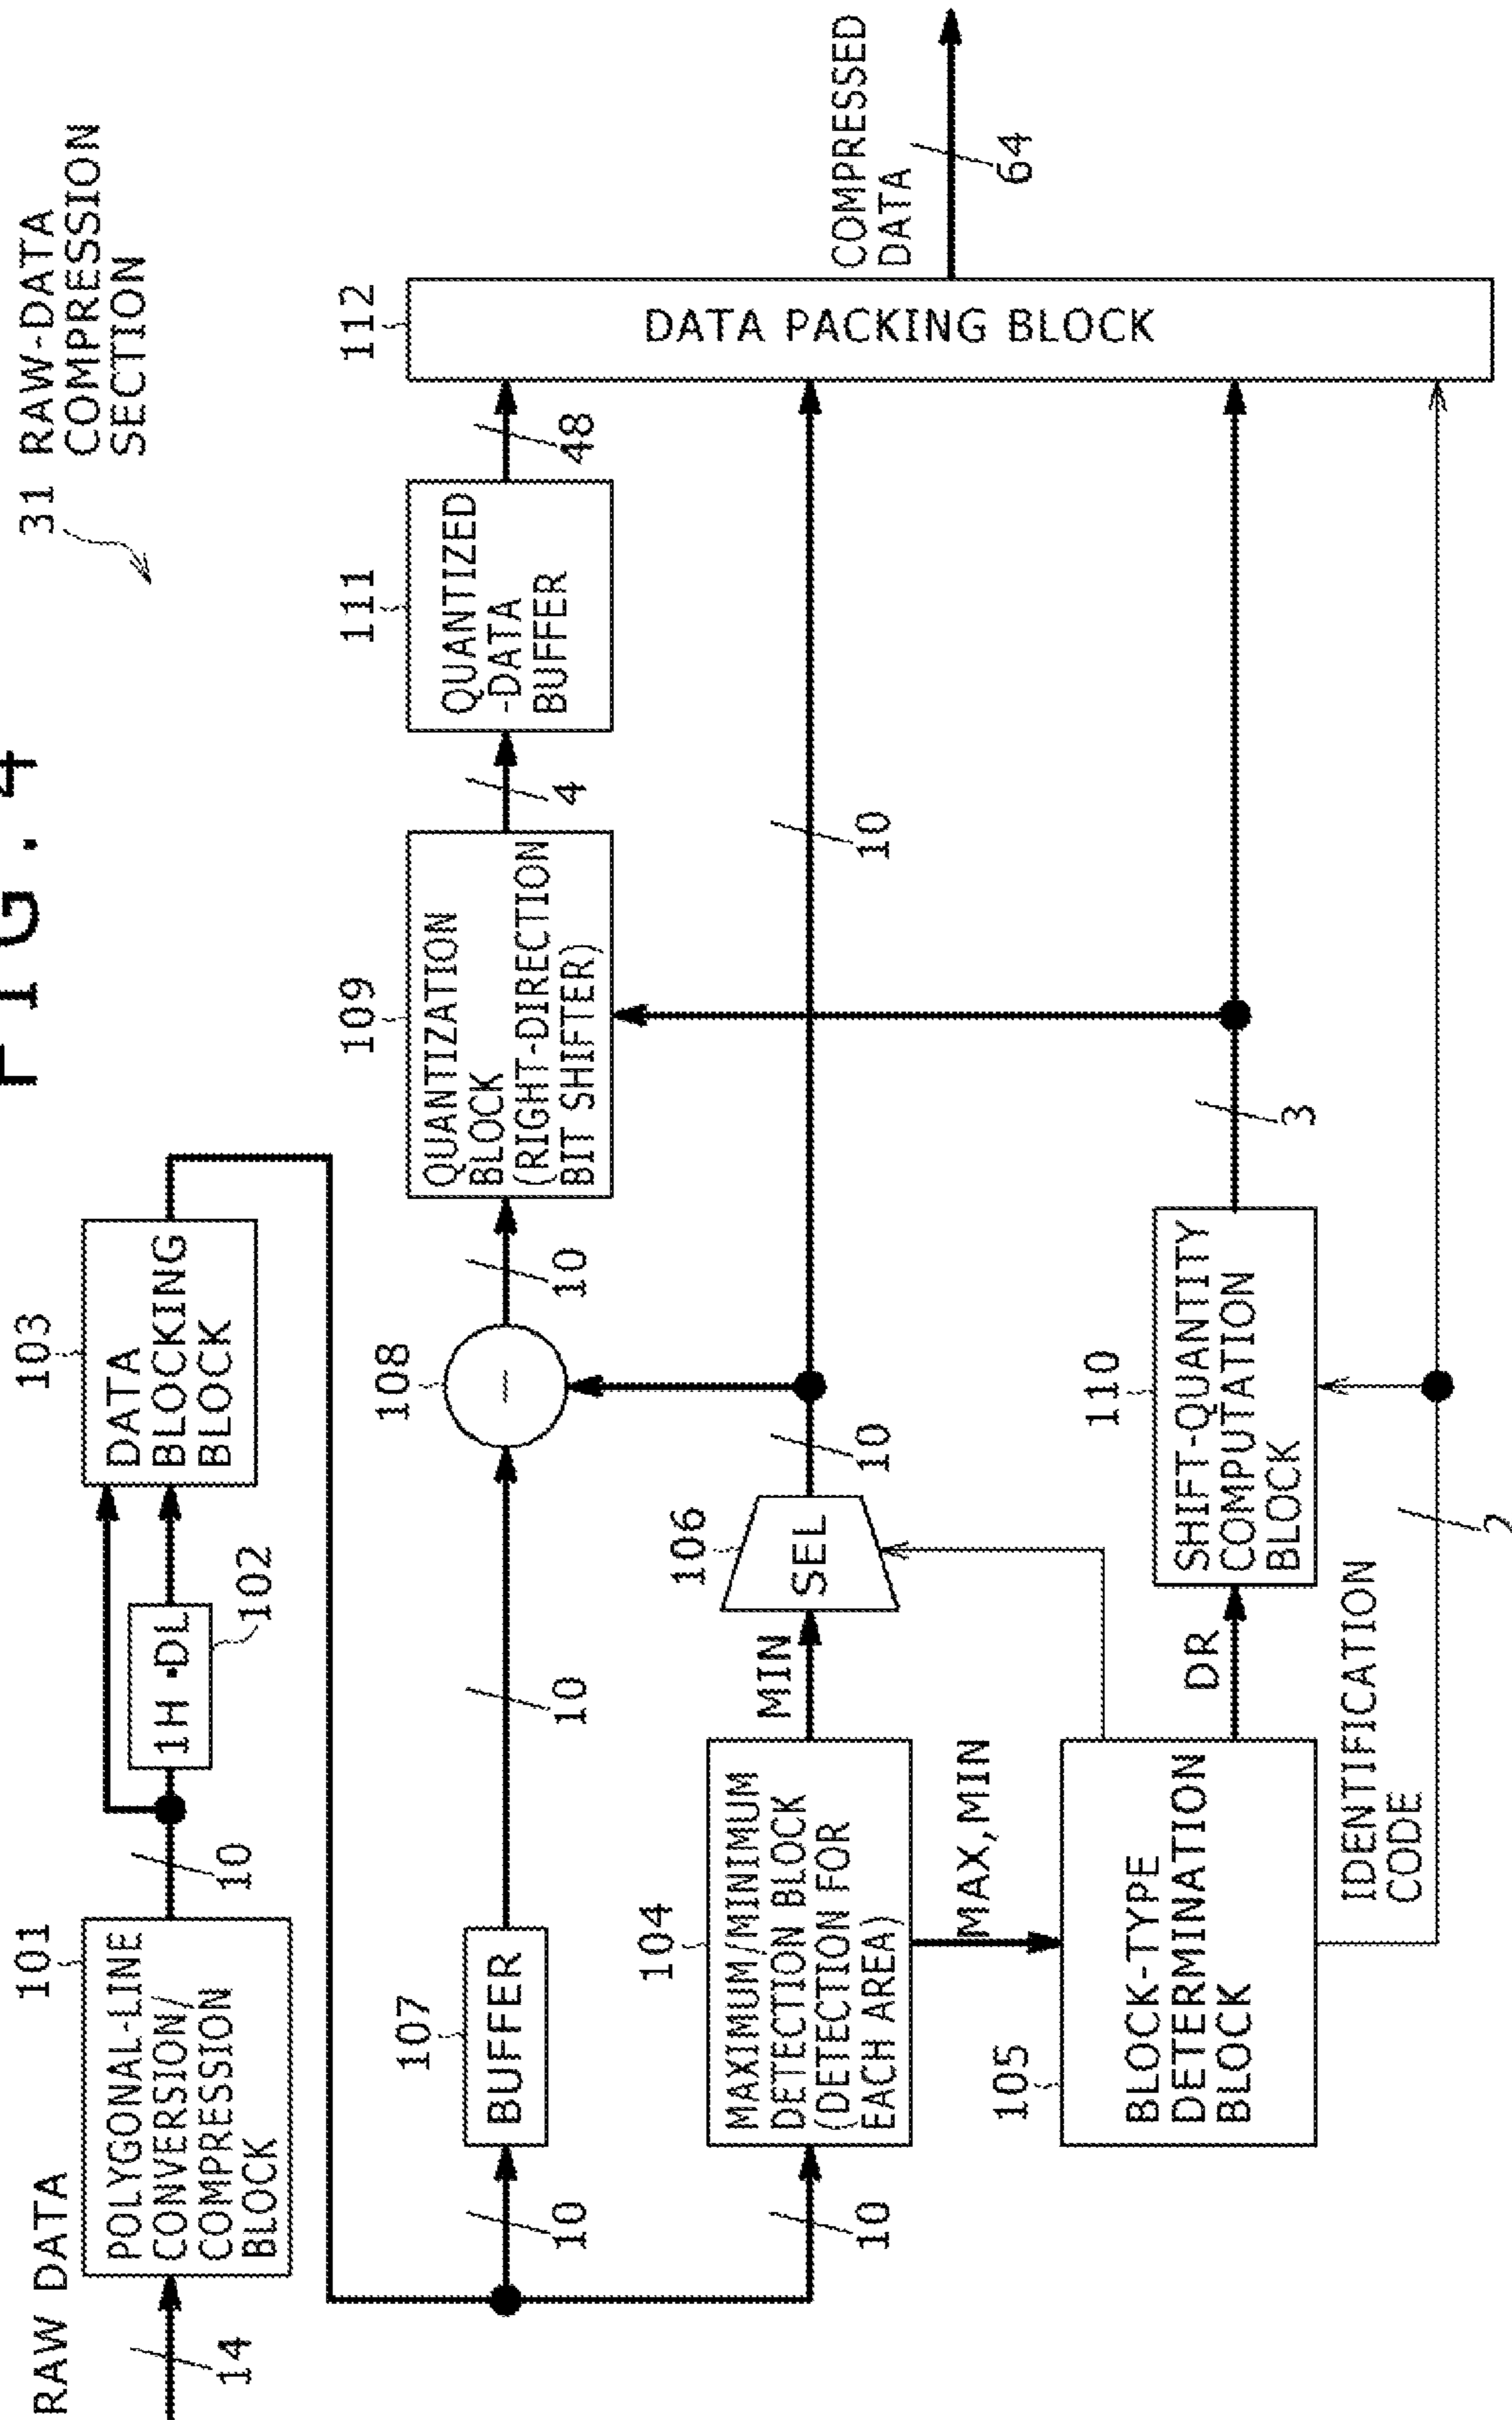 FIG. 4
31 RAW-DATA
COMPRESSION
SECTION
RAW DATA
14
101
POLYGONAL-LINE
CONVERSION/
COMPRESSION
BLOCK
10
1H·DL
102
103
DATA
BLOCKING
BLOCK
10
107
BUFFER
10
108
-
10
109
QUANTIZATION
BLOCK
(RIGHT-DIRECTION
BIT SHIFTER)
4
111
QUANTIZED
-DATA
BUFFER
48
112
DATA PACKING BLOCK
COMPRESSED
DATA
64
10
104
MAXIMUM/MINIMUM
DETECTION BLOCK
(DETECTION FOR
EACH AREA)
MIN
106
SEL
10
10
MAX,MIN
105
BLOCK-TYPE
DETERMINATION
BLOCK
DR
110
SHIFT-QUANTITY
COMPUTATION
BLOCK
3
IDENTIFICATION
CODE
2